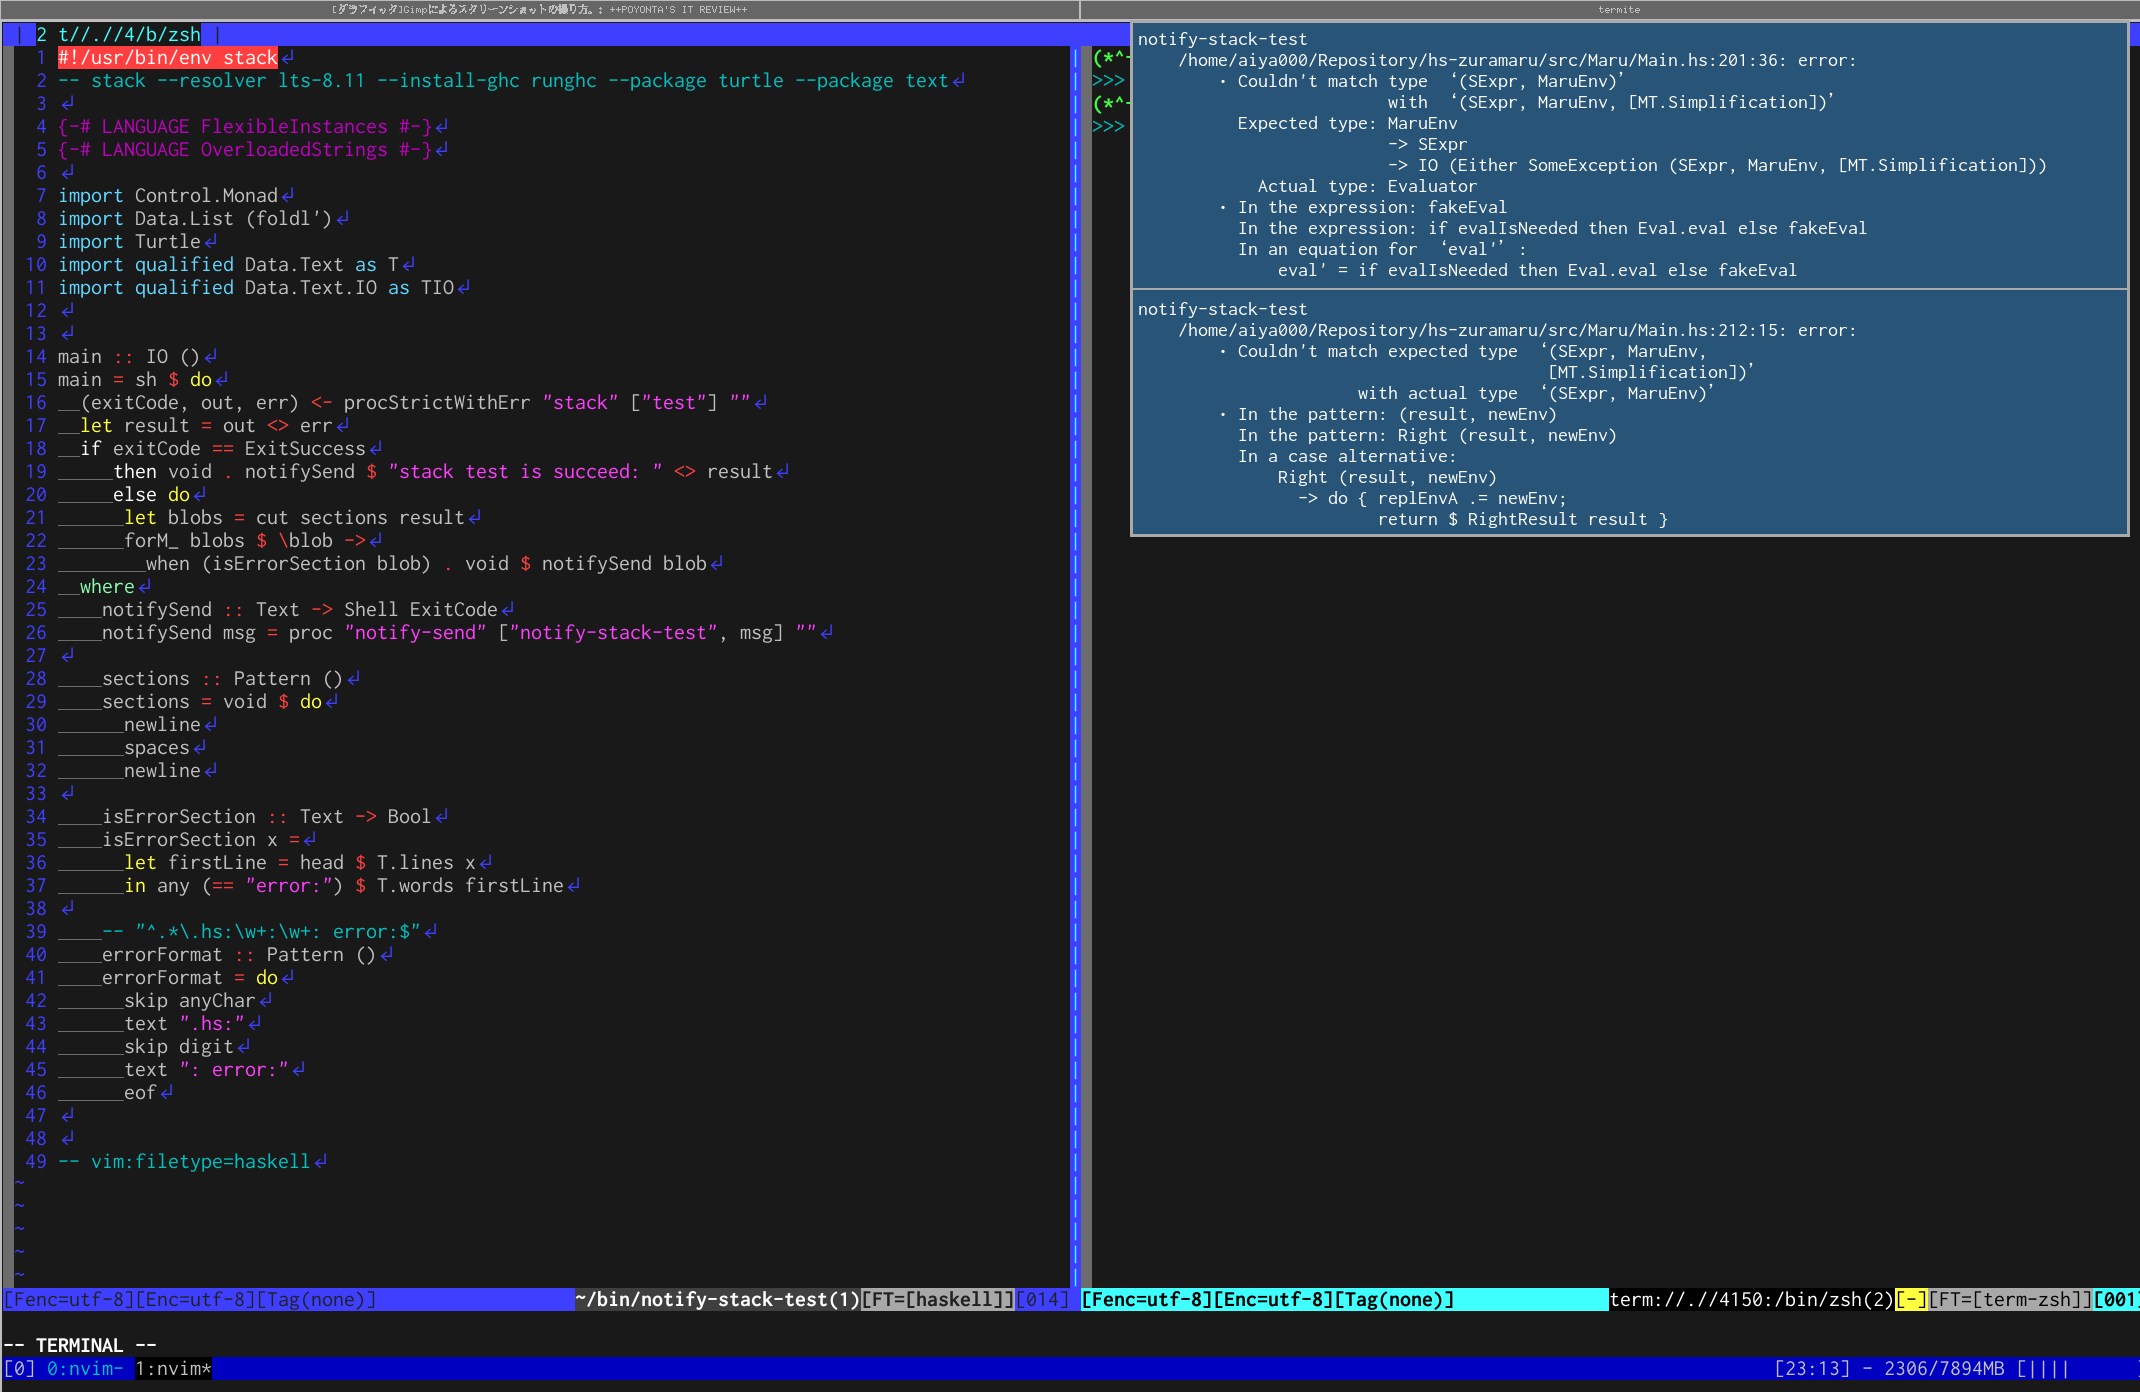 [グラフィック]Gimpによるスクリーンショットの撮り方。: ++POYONTA'S IT REVIEW++
termite
| 2 t//.//4/b/zsh |
1 #!/usr/bin/env stack↲
2 -- stack --resolver lts-8.11 --install-ghc runghc --package turtle --package text↲
3 ↲
4 {-# LANGUAGE FlexibleInstances #-}↲
5 {-# LANGUAGE OverloadedStrings #-}↲
6 ↲
7 import Control.Monad↲
8 import Data.List (foldl')↲
9 import Turtle↲
10 import qualified Data.Text as T↲
11 import qualified Data.Text.IO as TIO↲
12 ↲
13 ↲
14 main :: IO ()↲
15 main = sh $ do↲
16 __(exitCode, out, err) <- procStrictWithErr "stack" ["test"] ""↲
17 __let result = out <> err↲
18 __if exitCode == ExitSuccess↲
19 _____then void . notifySend $ "stack test is succeed: " <> result↲
20 _____else do↲
21 ______let blobs = cut sections result↲
22 ______forM_ blobs $ \blob ->↲
23 ________when (isErrorSection blob) . void $ notifySend blob↲
24 __where↲
25 ____notifySend :: Text -> Shell ExitCode↲
26 ____notifySend msg = proc "notify-send" ["notify-stack-test", msg] ""↲
27 ↲
28 ____sections :: Pattern ()↲
29 ____sections = void $ do↲
30 ______newline↲
31 ______spaces↲
32 ______newline↲
33 ↲
34 ____isErrorSection :: Text -> Bool↲
35 ____isErrorSection x =↲
36 ______let firstLine = head $ T.lines x↲
37 ______in any (== "error:") $ T.words firstLine↲
38 ↲
39 ____-- "^.*\.hs:\w+:\w+: error:$"↲
40 ____errorFormat :: Pattern ()↲
41 ____errorFormat = do↲
42 ______skip anyChar↲
43 ______text ".hs:"↲
44 ______skip digit↲
45 ______text ": error:"↲
46 ______eof↲
47 ↲
48 ↲
49 -- vim:filetype=haskell↲
~
~
~
~
~
(*^-
>>>
(*^-
>>>
notify-stack-test
/home/aiya000/Repository/hs-zuramaru/src/Maru/Main.hs:201:36: error:
• Couldn't match type ‘(SExpr, MaruEnv)’
with ‘(SExpr, MaruEnv, [MT.Simplification])’
Expected type: MaruEnv
-> SExpr
-> IO (Either SomeException (SExpr, MaruEnv, [MT.Simplification]))
Actual type: Evaluator
• In the expression: fakeEval
In the expression: if evalIsNeeded then Eval.eval else fakeEval
In an equation for ‘eval'’ :
eval' = if evalIsNeeded then Eval.eval else fakeEval
notify-stack-test
/home/aiya000/Repository/hs-zuramaru/src/Maru/Main.hs:212:15: error:
• Couldn't match expected type ‘(SExpr, MaruEnv,
[MT.Simplification])’
with actual type ‘(SExpr, MaruEnv)’
• In the pattern: (result, newEnv)
In the pattern: Right (result, newEnv)
In a case alternative:
Right (result, newEnv)
-> do { replEnvA .= newEnv;
return $ RightResult result }
[Fenc=utf-8][Enc=utf-8][Tag(none)] ~/bin/notify-stack-test(1)[FT=[haskell]][014]
[Fenc=utf-8][Enc=utf-8][Tag(none)] term://.//4150:/bin/zsh(2)[-][FT=[term-zsh]][001]
-- TERMINAL --
[0] 0:nvim- 1:nvim* [23:13] - 2306/7894MB [||||